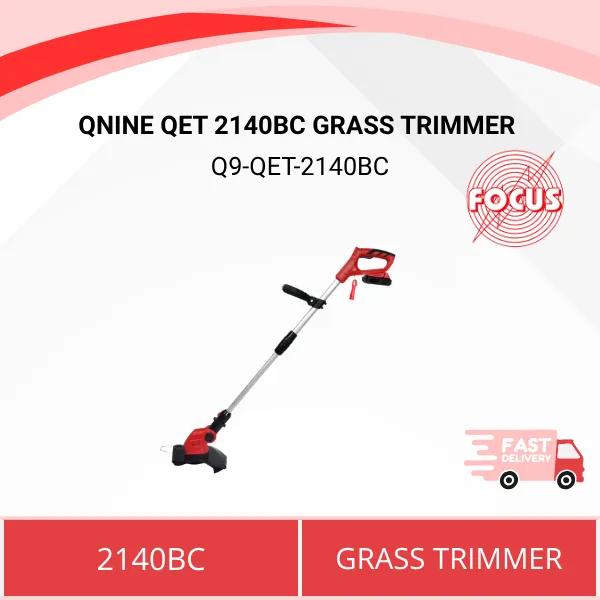 QNINE QET 2140BC GRASS TRIMMER
Q9-QET-2140BC
FOCUS
FAST
DELIVERY
2140BC
GRASS TRIMMER